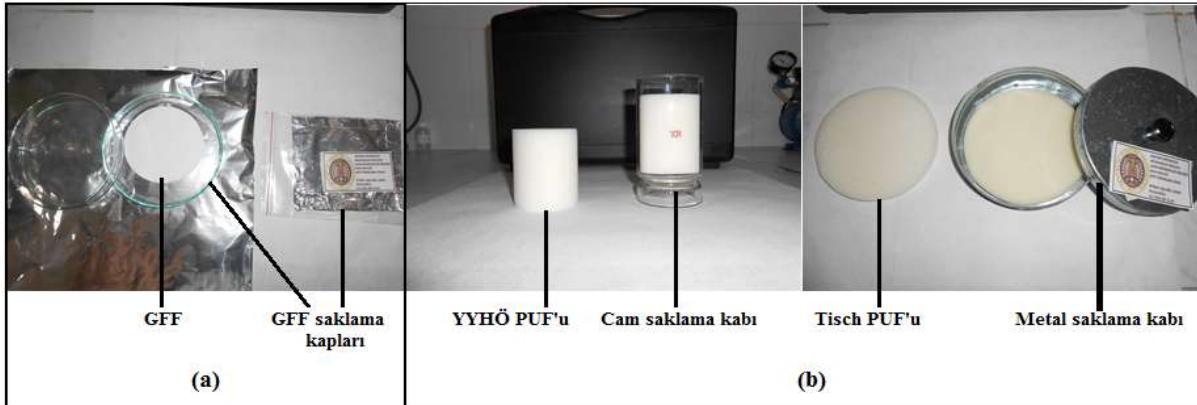 GFF
GFF saklama
kapları
YYHÖ PUF'u
Cam saklama kabı
Tisch PUF'u
Metal saklama kabı
(a)
(b)